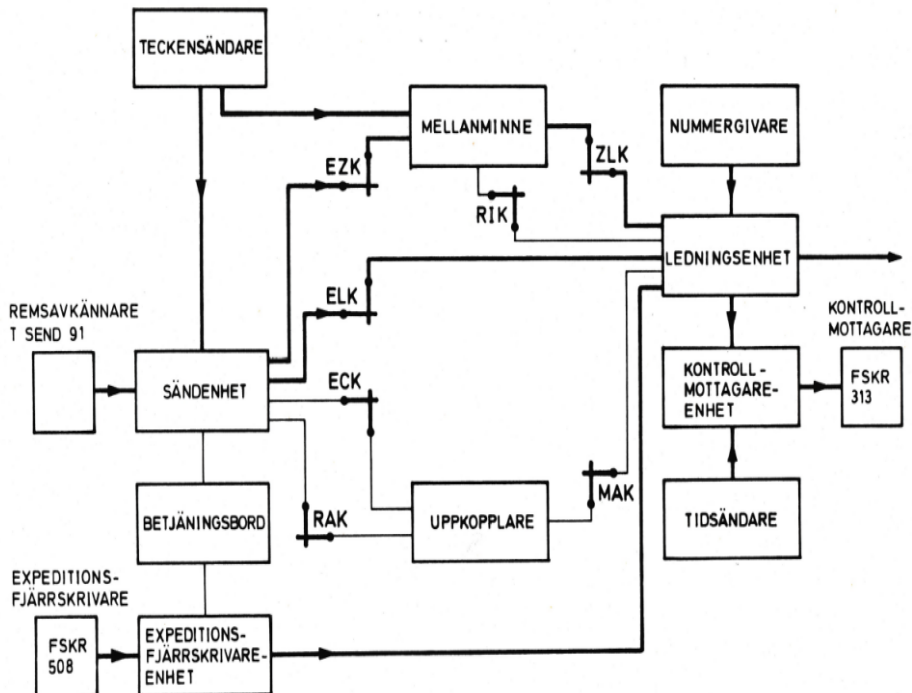 TECKENSÄNDARE
MELLANMINNE
NUMMERGIVARE
EZK
ZLK
RIK
LEDNINGSENHET
ELK
REMSAVKÄNNARE
T SEND 91
KONTROLL-
MOTTAGARE
SÄNDENHET
ECK
KONTROLL-
MOTTAGARE-
ENHET
FSKR
313
BETJÄNINGSBORD
RAK
UPPKOPPLARE
MAK
TIDSÄNDARE
EXPEDITIONS-
FJÄRRSKRIVARE
FSKR
508
EXPEDITIONS-
FJÄRRSKRIVARE-
ENHET